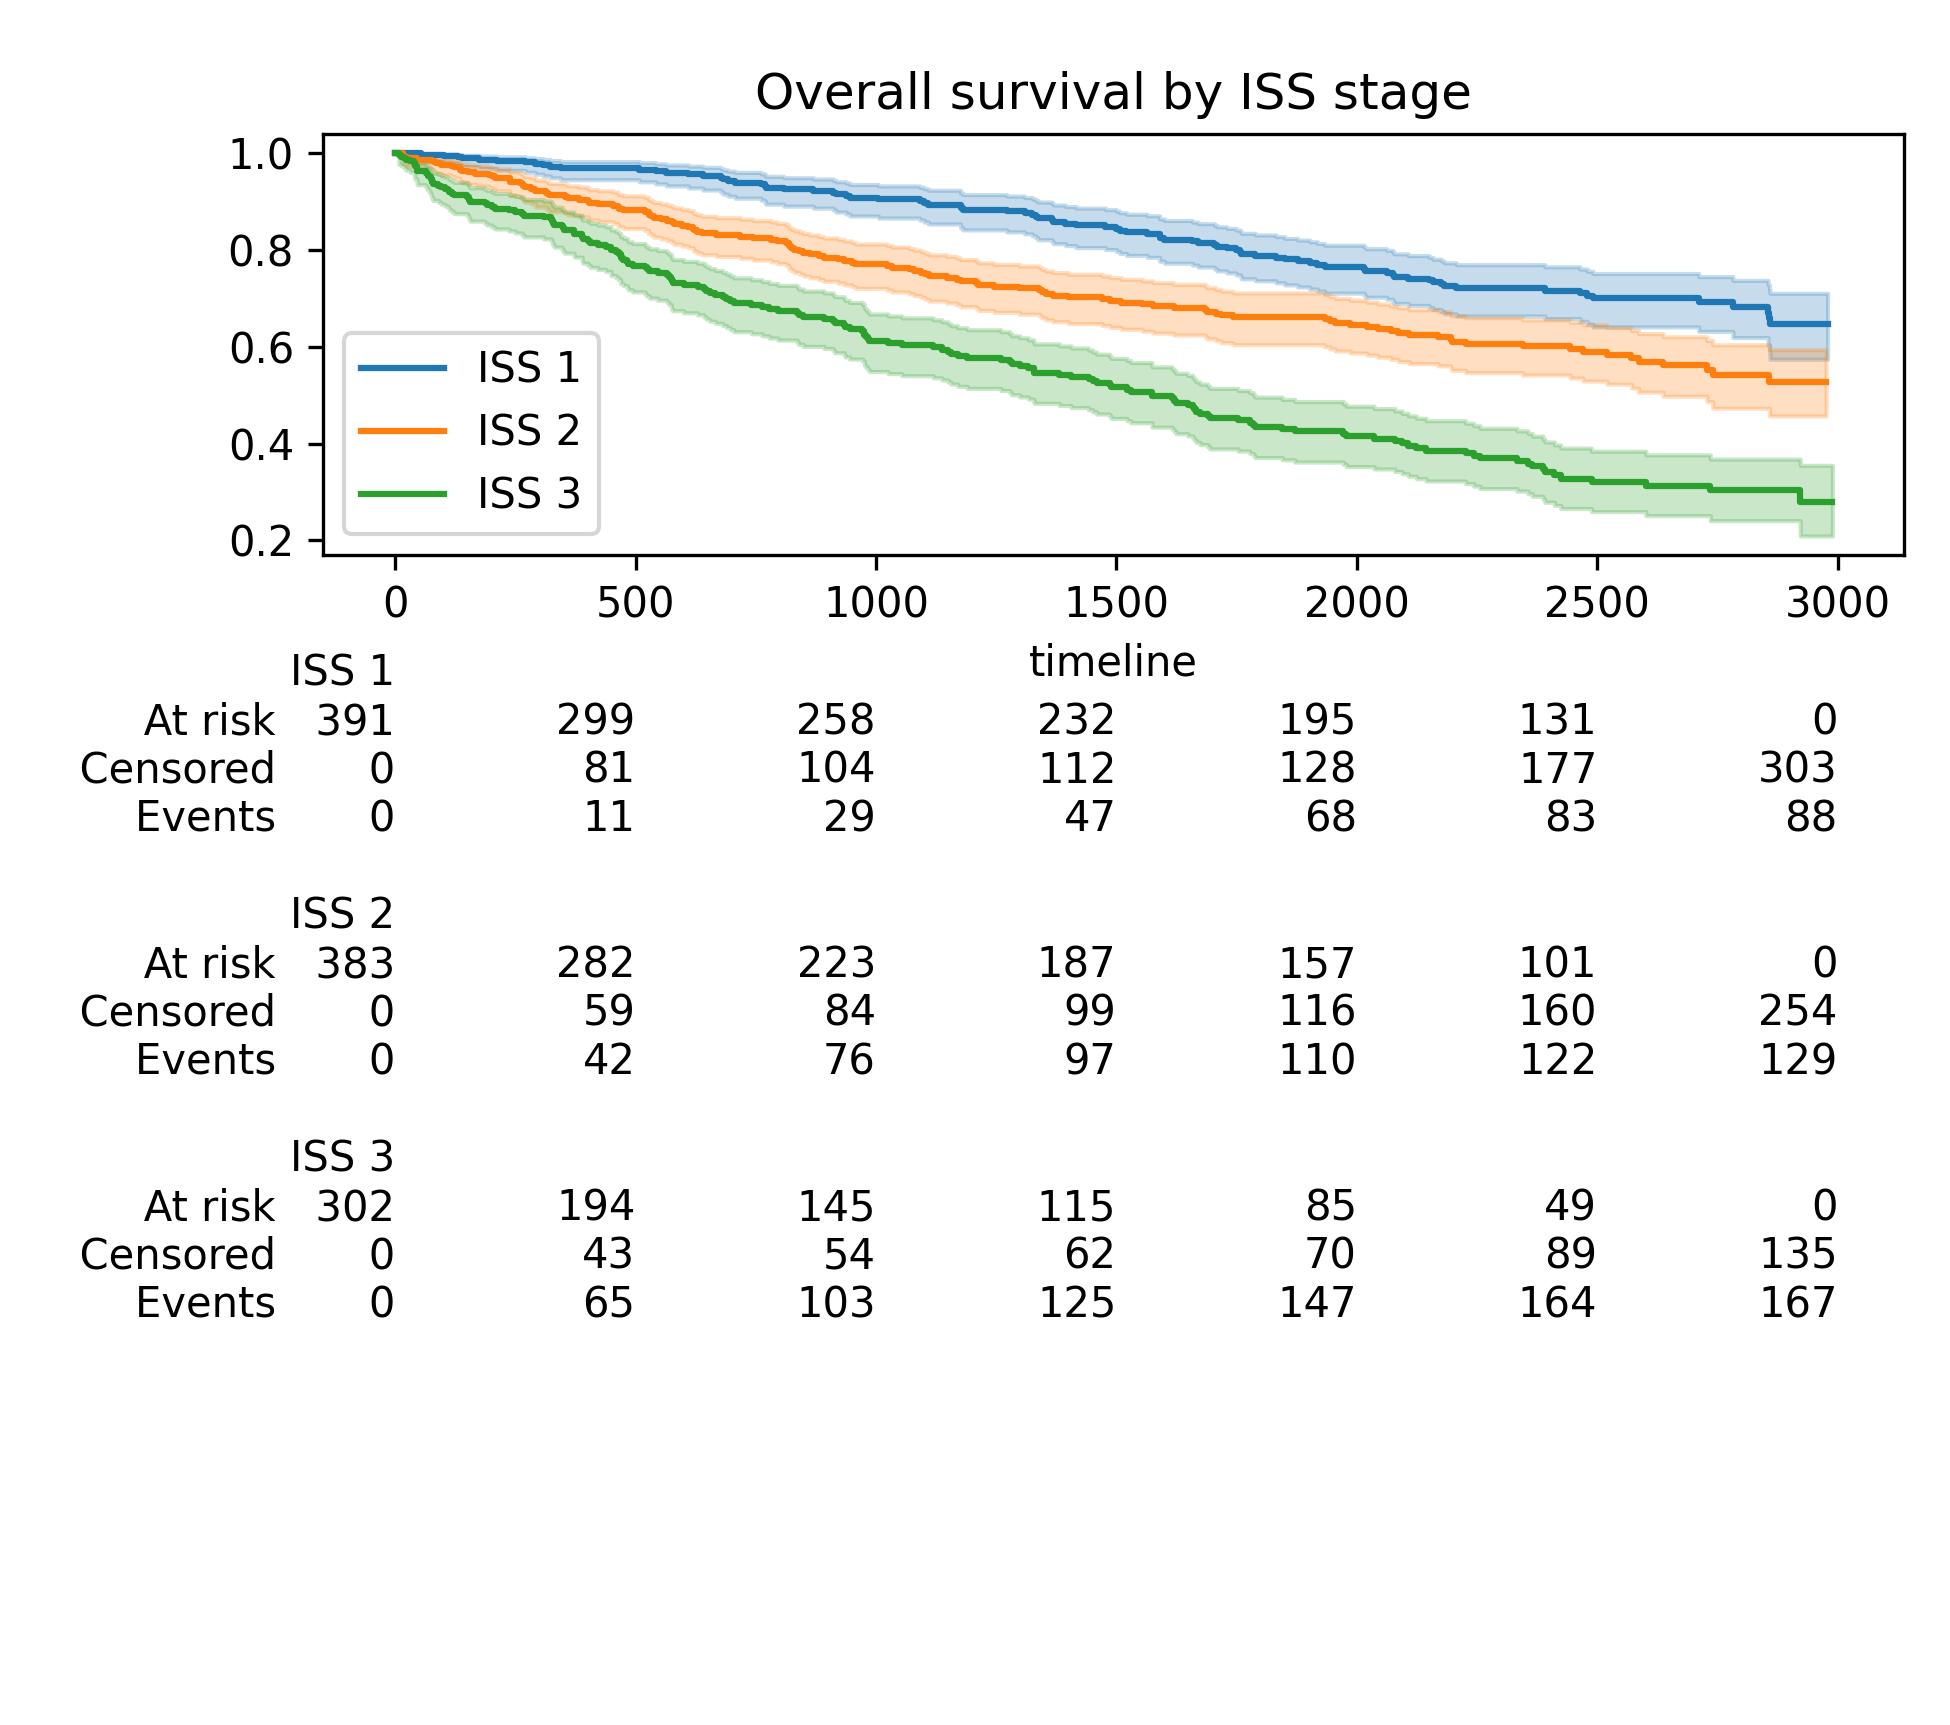 Overall survival by ISS stage
1.0
0.8
0.6
0.4
0.2
ISS 1
ISS 2
ISS 3
0 500 1000 1500 2000 2500 3000
timeline
ISS 1
At risk 391 299 258 232 195 131 0
Censored 0 81 104 112 128 177 303
Events 0 11 29 47 68 83 88
ISS 2
At risk 383 282 223 187 157 101 0
Censored 0 59 84 99 116 160 254
Events 0 42 76 97 110 122 129
ISS 3
At risk 302 194 145 115 85 49 0
Censored 0 43 54 62 70 89 135
Events 0 65 103 125 147 164 167